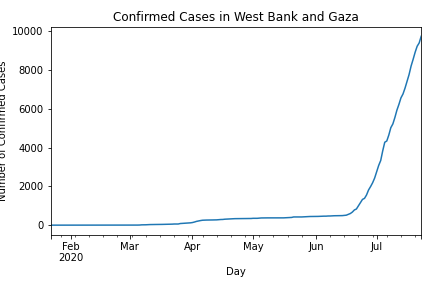 Confirmed Cases in West Bank and Gaza
10000
8000
6000
4000
2000
0
Number of Confirmed Cases
Feb Mar Apr May Jun Jul
2020
Day